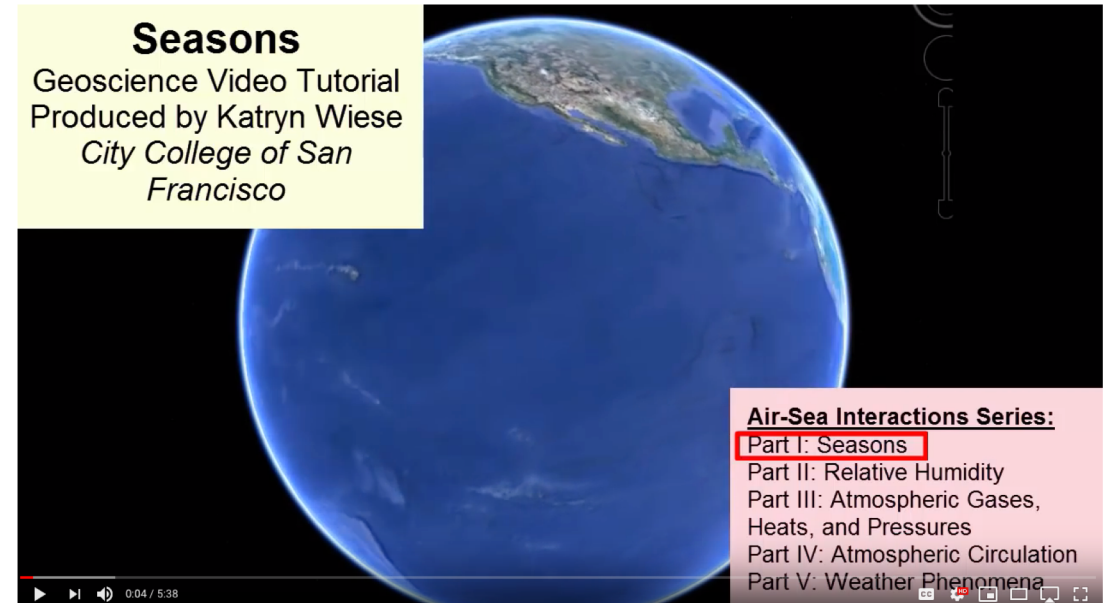 Seasons
Geoscience Video Tutorial
Produced by Katryn Wiese
City College of San
Francisco
Air-Sea Interactions Series:
Part I: Seasons
Part II: Relative Humidity
Part III: Atmospheric Gases,
Heats, and Pressures
Part IV: Atmospheric Circulation
Part V: Weather Phenomena
0:04 / 5:38
CC
HD